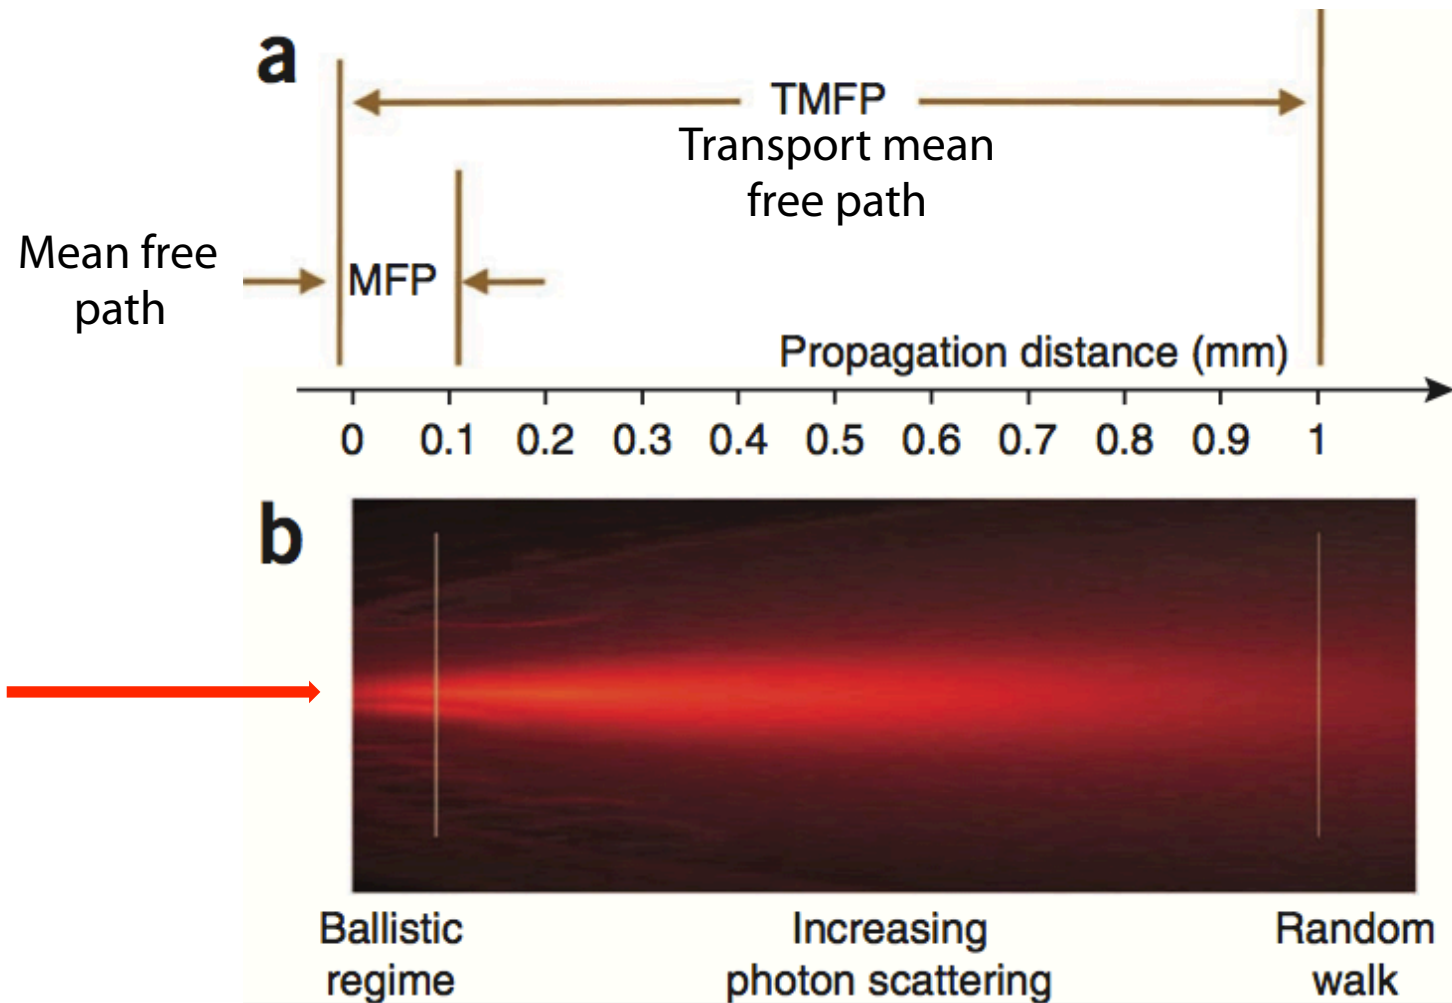 a
TMFP
Transport mean
free path
Mean free
path
MFP
Propagation distance (mm)
0 0.1 0.2 0.3 0.4 0.5 0.6 0.7 0.8 0.9 1
b
Ballistic
regime
Increasing
photon scattering
Random
walk